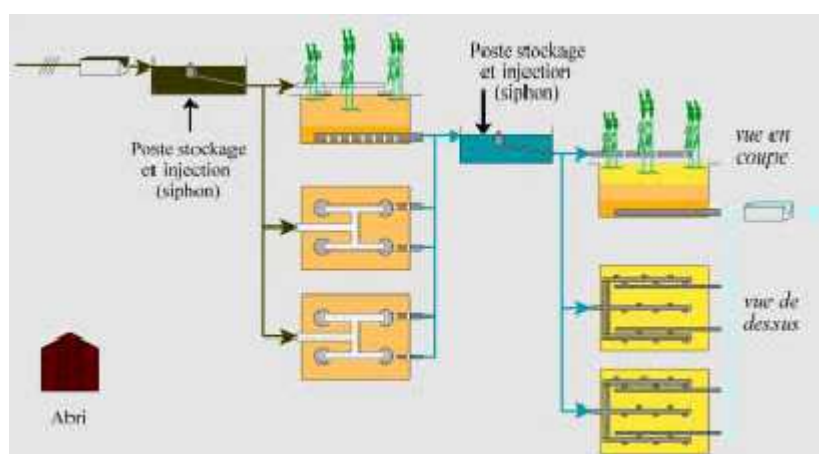 Poste stockage
et injection
(siphon)
Poste stockage
et injection
(siphon)
vue en
coupe
vue de
dessus
Abri